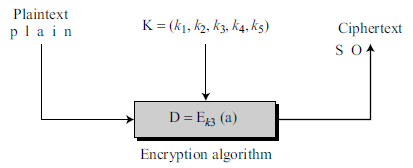 Plaintext
p l a i n
K = (k1, k2, k3, k4, k5)
Ciphertext
S O
D = Ek3 (a)
Encryption algorithm